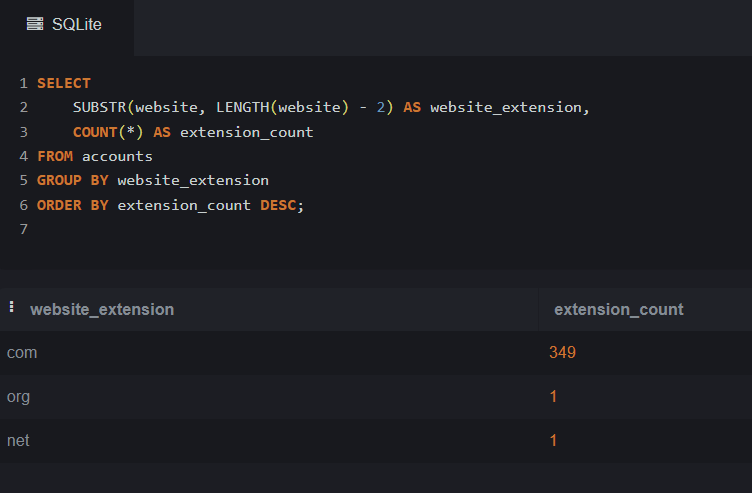 SQLite
1 SELECT
2     SUBSTR(website, LENGTH(website) - 2) AS website_extension,
3     COUNT(*) AS extension_count
4 FROM accounts
5 GROUP BY website_extension
6 ORDER BY extension_count DESC;
7
website_extension extension_count
com 349
org 1
net 1